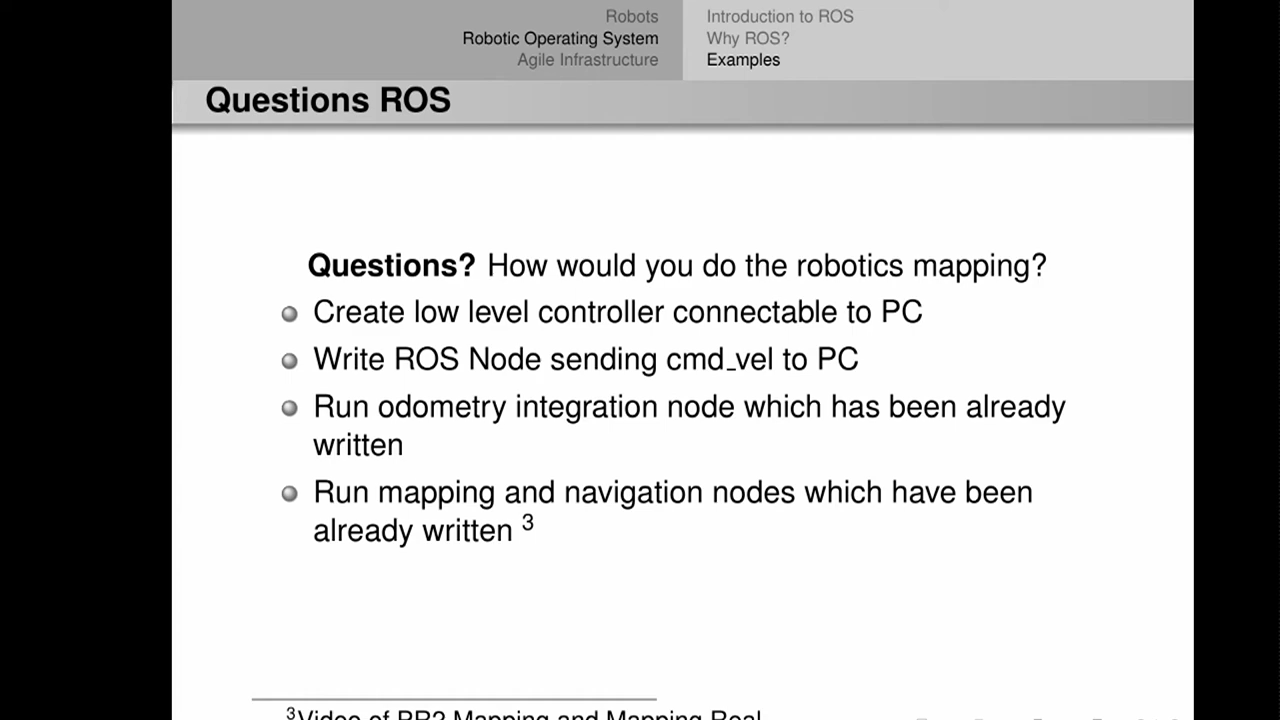 Robots
Robotic Operating System
Agile Infrastructure
Introduction to ROS
Why ROS?
Examples
Questions ROS
Questions? How would you do the robotics mapping?
Create low level controller connectable to PC
Write ROS Node sending cmd_vel to PC
Run odometry integration node which has been already
written
Run mapping and navigation nodes which have been
already written 3
3Video of PR2 Mapping and Mapping Real